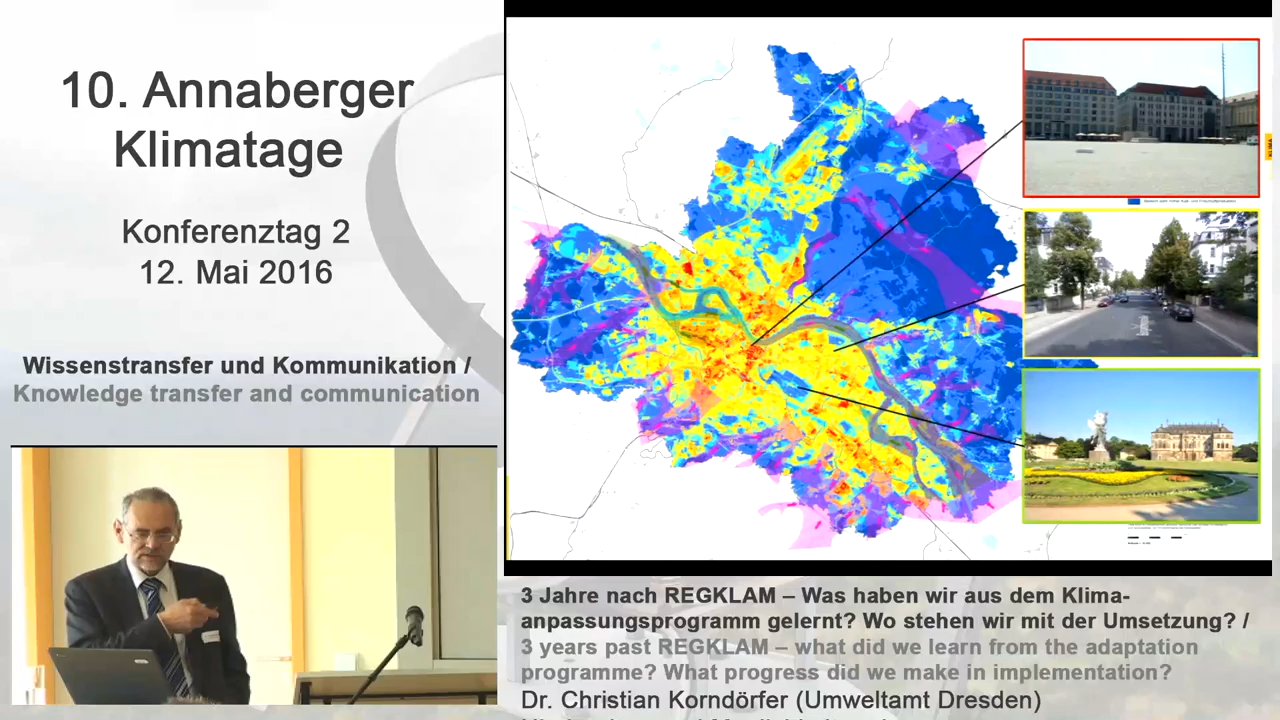 10. Annaberger
Klimatage
Konferenztag 2
12. Mai 2016
Wissenstransfer und Kommunikation /
Knowledge transfer and communication
3 Jahre nach REGKLAM – Was haben wir aus dem Klima-
anpassungsprogramm gelernt? Wo stehen wir mit der Umsetzung? /
3 years past REGKLAM – what did we learn from the adaptation
programme? What progress did we make in implementation?
Dr. Christian Korndörfer (Umweltamt Dresden)